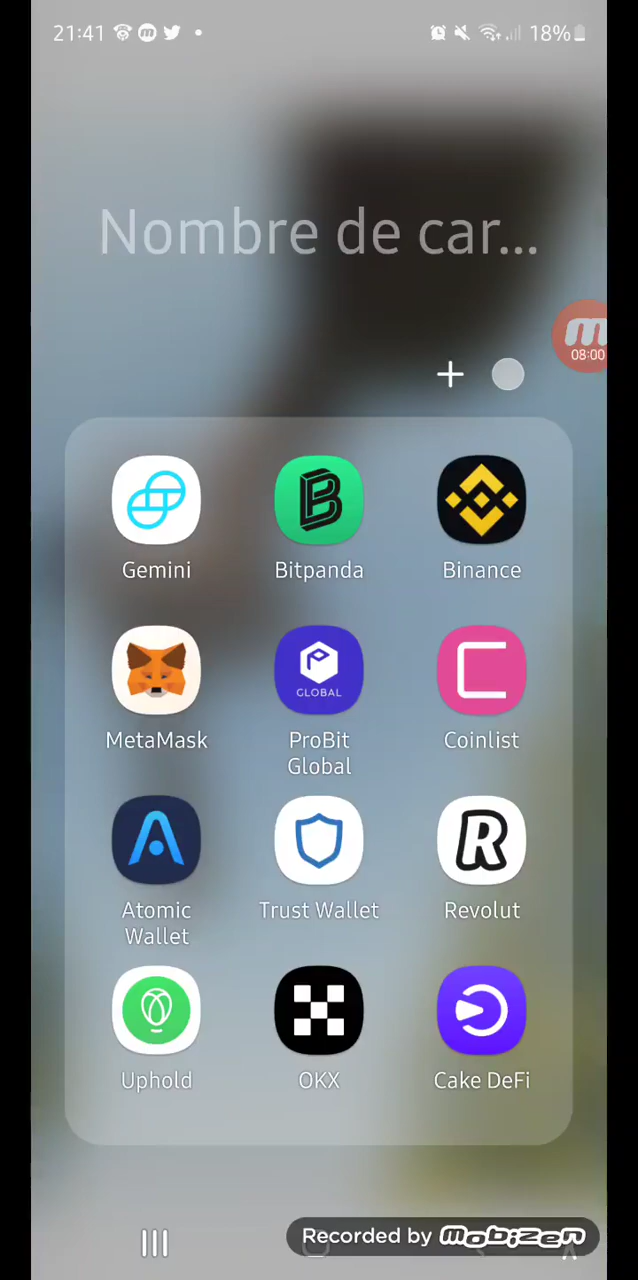 21:41
18%
Nombre de car...
08:00
Gemini
Bitpanda
Binance
GLOBAL
MetaMask
ProBit
Global
Coinlist
Atomic
Wallet
Trust Wallet
Revolut
Uphold
OKX
Cake DeFi
Recorded by mobizen